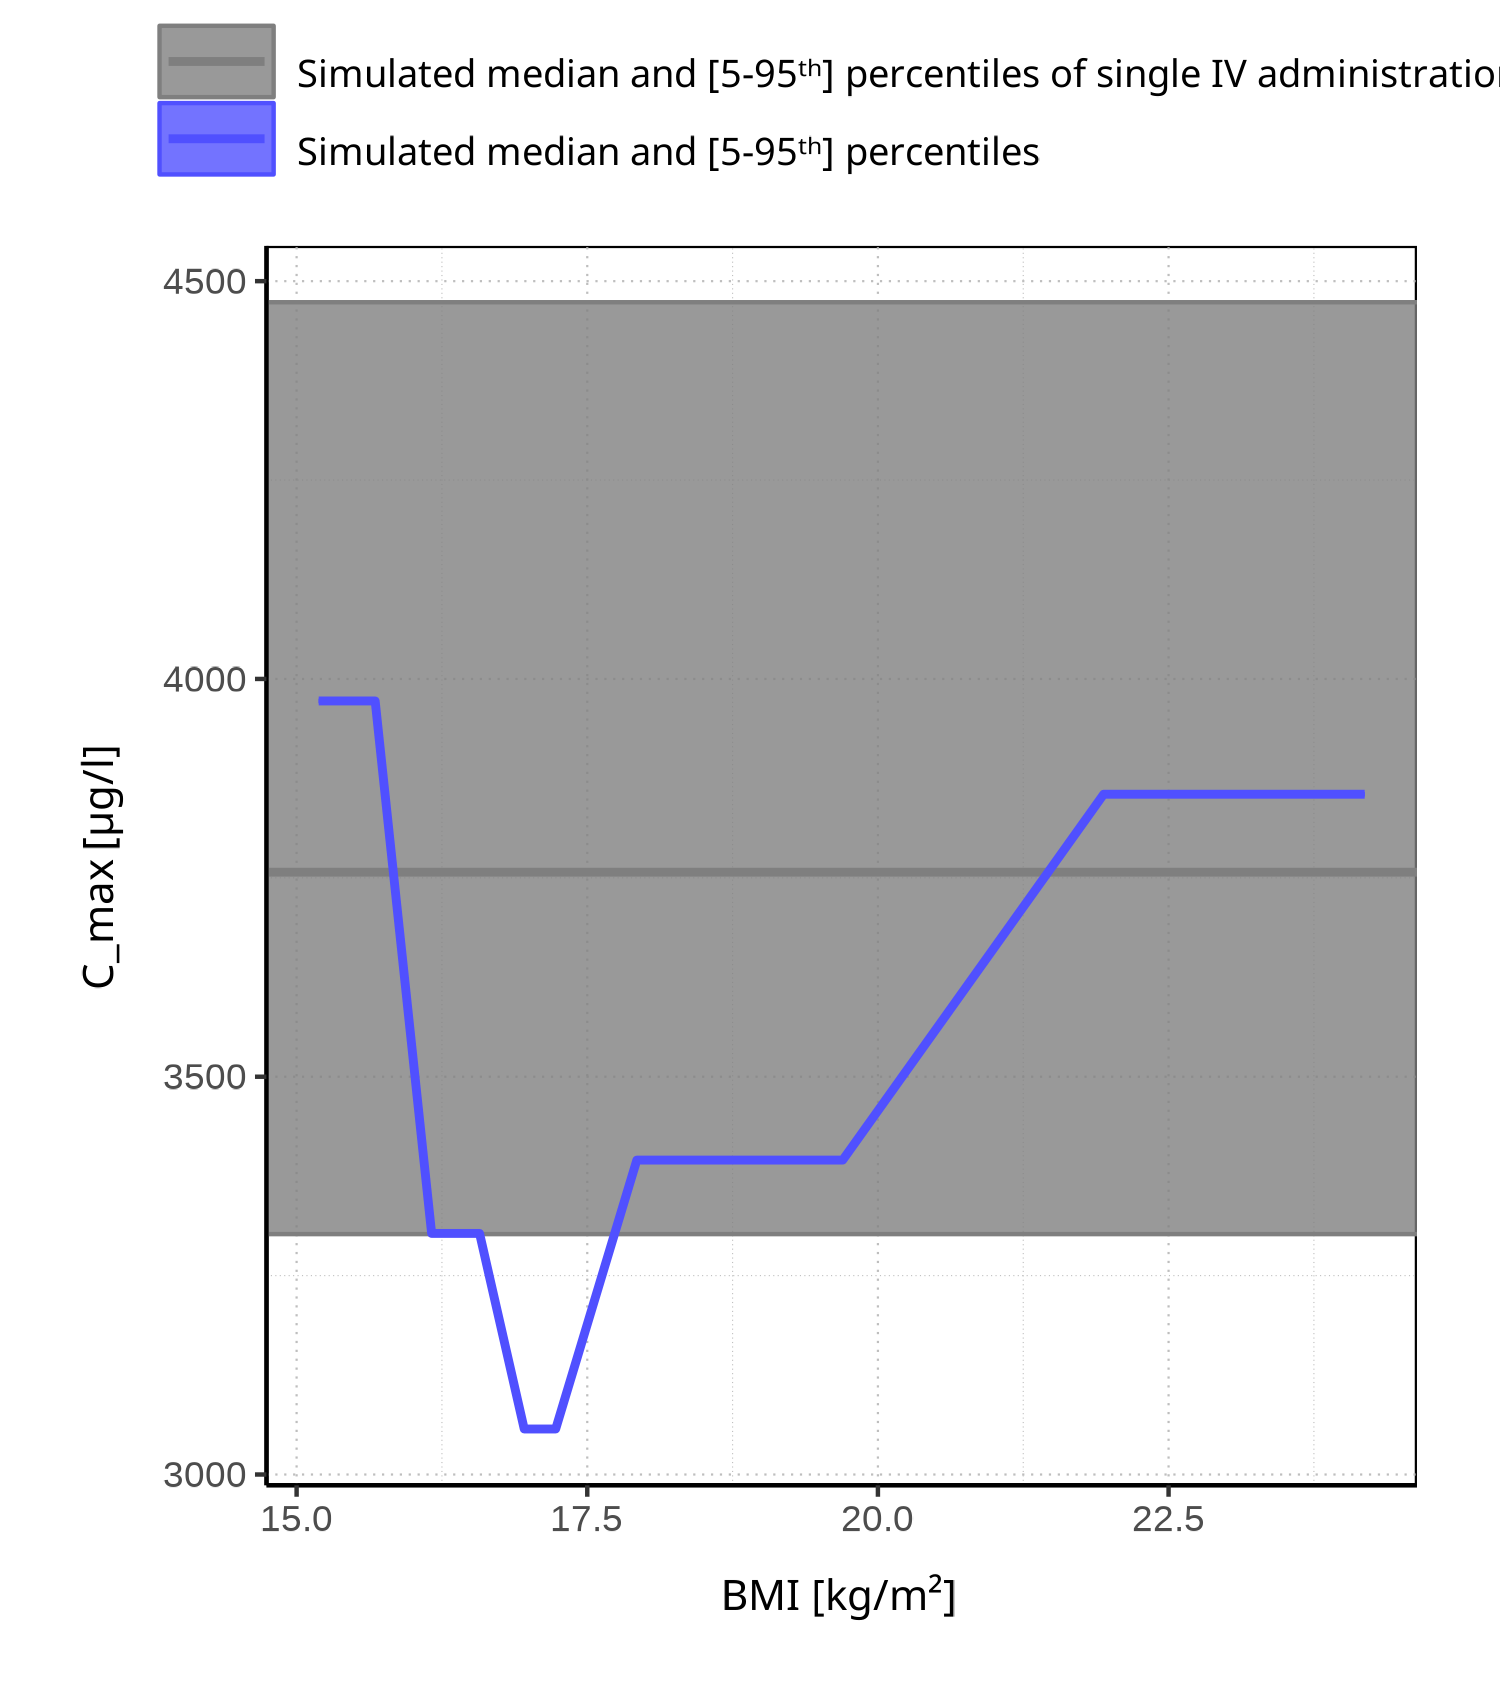 Simulated median and [5-95ᵗʰ] percentiles of single IV administratio
Simulated median and [5-95ᵗʰ] percentiles
4500
4000
3500
3000
C_max [µg/l]
15.0 17.5 20.0 22.5
BMI [kg/m²]